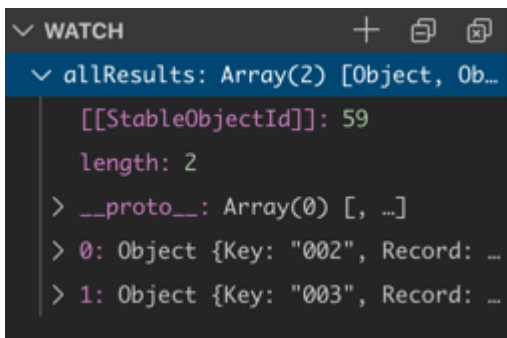 WATCH
allResults: Array(2) [Object, Ob…
[[StableObjectId]]: 59
length: 2
__proto__: Array(0) [, …]
0: Object {Key: "002", Record: …
1: Object {Key: "003", Record: …